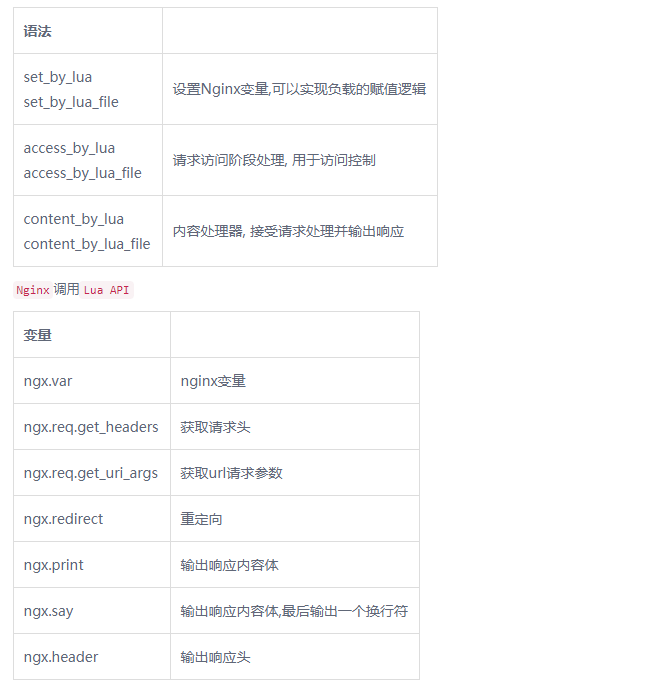 语法
set_by_lua
set_by_lua_file
设置Nginx变量,可以实现负载的赋值逻辑
access_by_lua
access_by_lua_file
请求访问阶段处理, 用于访问控制
content_by_lua
content_by_lua_file
内容处理器, 接受请求处理并输出响应
Nginx 调用 Lua API
变量
ngx.var nginx变量
ngx.req.get_headers 获取请求头
ngx.req.get_uri_args 获取url请求参数
ngx.redirect 重定向
ngx.print 输出响应内容体
ngx.say 输出响应内容体,最后输出一个换行符
ngx.header 输出响应头